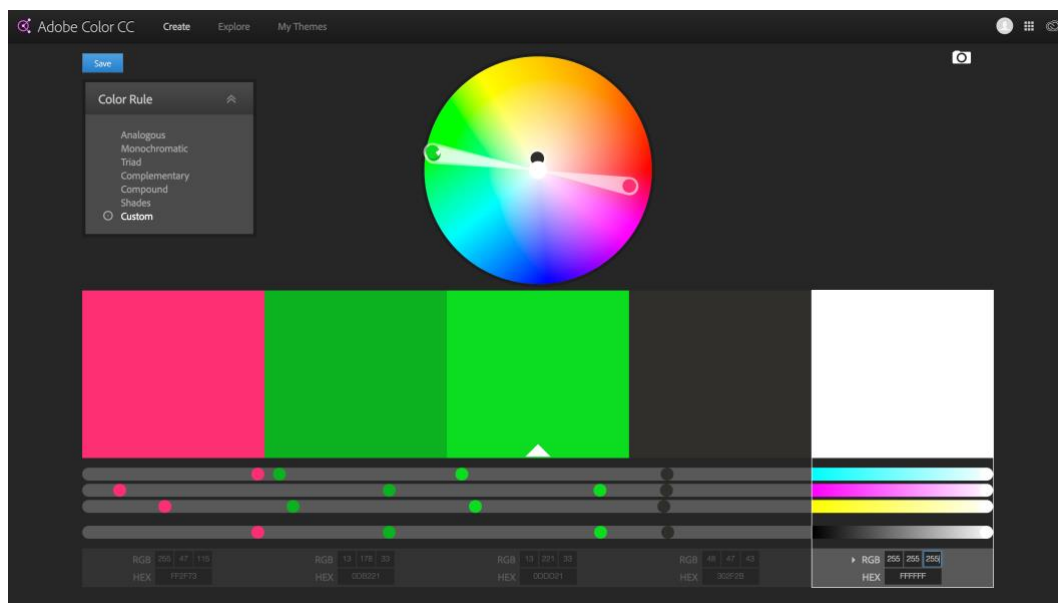 Adobe Color CC Create Explore My Themes
Save
Color Rule
Analogous
Monochromatic
Triad
Complementary
Compound
Shades
Custom
RGB 255 47 115 RGB 13 178 33 RGB 13 221 33 RGB 48 47 43 RGB 255 255 255
HEX FF2F73 HEX 0DB221 HEX 0DDD21 HEX 302F2B HEX FFFFFF